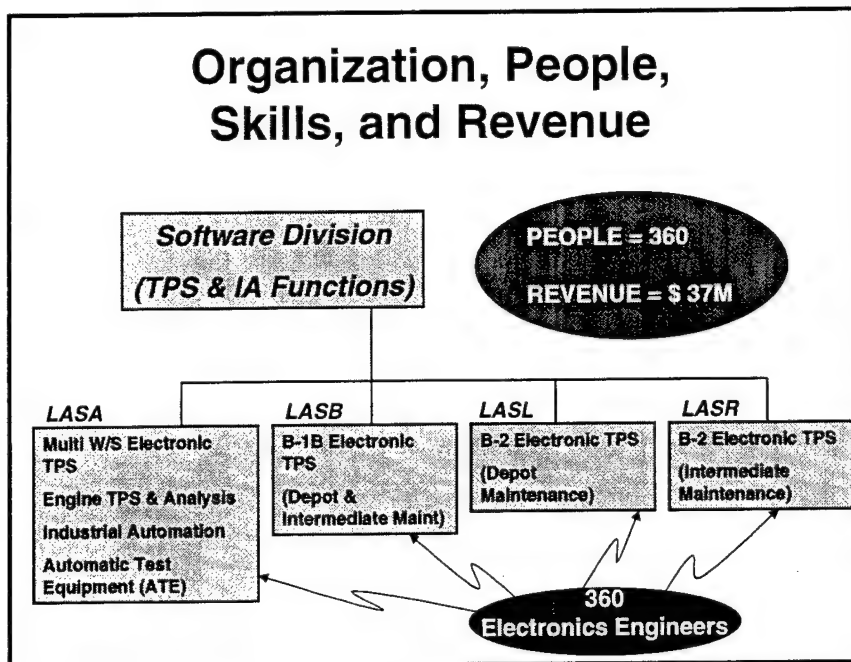 Organization, People,
Skills, and Revenue
Software Division
(TPS & IA Functions)
PEOPLE = 360
REVENUE = $ 37M
LASA
Multi W/S Electronic
TPS
Engine TPS & Analysis
Industrial Automation
Automatic Test
Equipment (ATE)
LASB
B-1B Electronic
TPS
(Depot &
Intermediate Maint)
LASL
B-2 Electronic TPS
(Depot
Maintenance)
LASR
B-2 Electronic TPS
(Intermediate
Maintenance)
360
Electronics Engineers